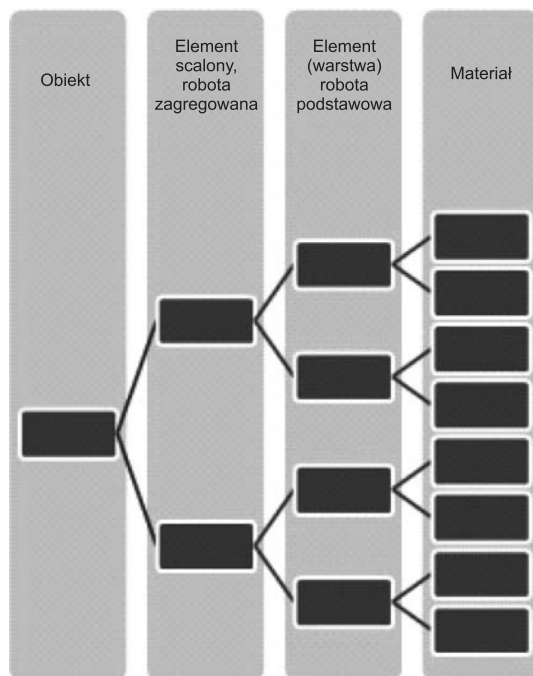 Obiekt
Element
scalony,
robota
zagregowana
Element
(warstwa)
robota
podstawowa
Materiał